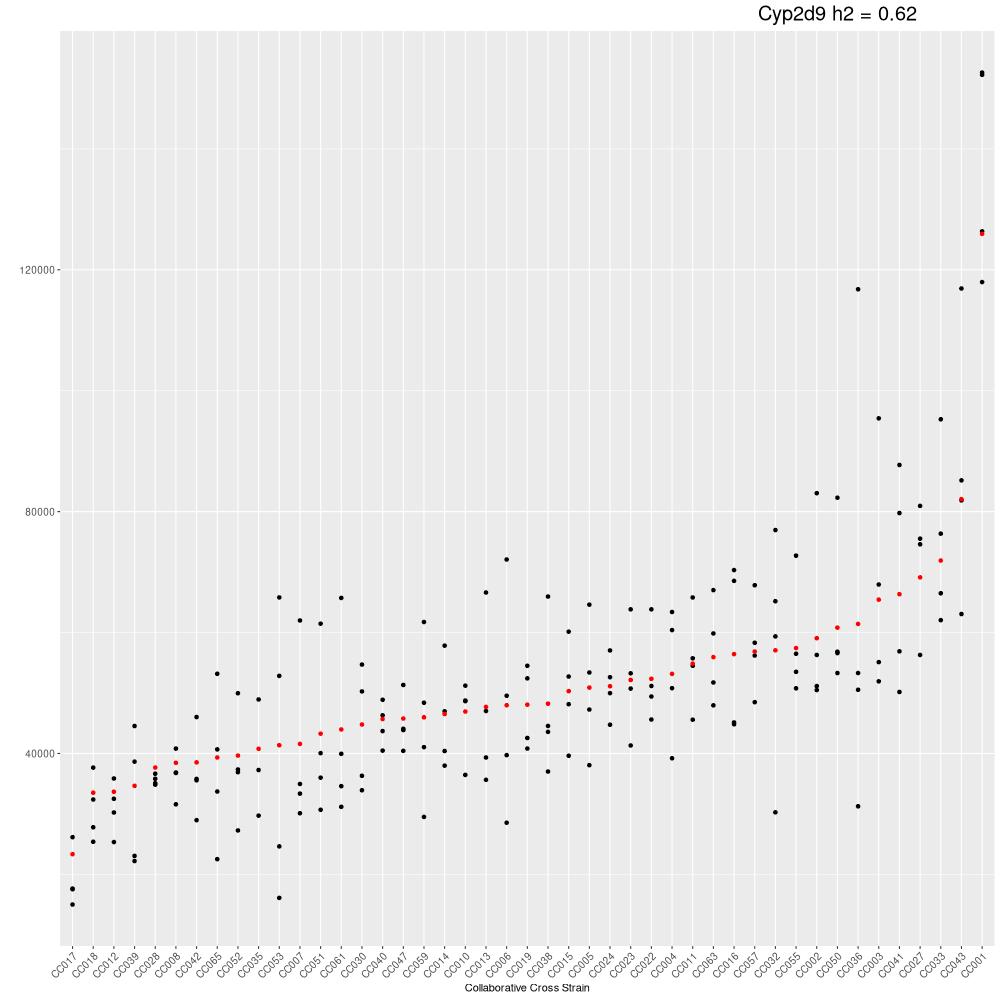 Cyp2d9 h2 = 0.62
120000
80000
40000
CC017 CC018 CC012 CC039 CC028 CC008 CC042 CC065 CC052 CC035 CC053 CC007 CC051 CC061 CC030 CC040 CC047 CC059 CC014 CC010 CC013 CC006 CC019 CC038 CC015 CC005 CC024 CC023 CC022 CC004 CC011 CC063 CC016 CC057 CC032 CC055 CC002 CC050 CC036 CC003 CC041 CC027 CC033 CC043 CC001
Collaborative Cross Strain